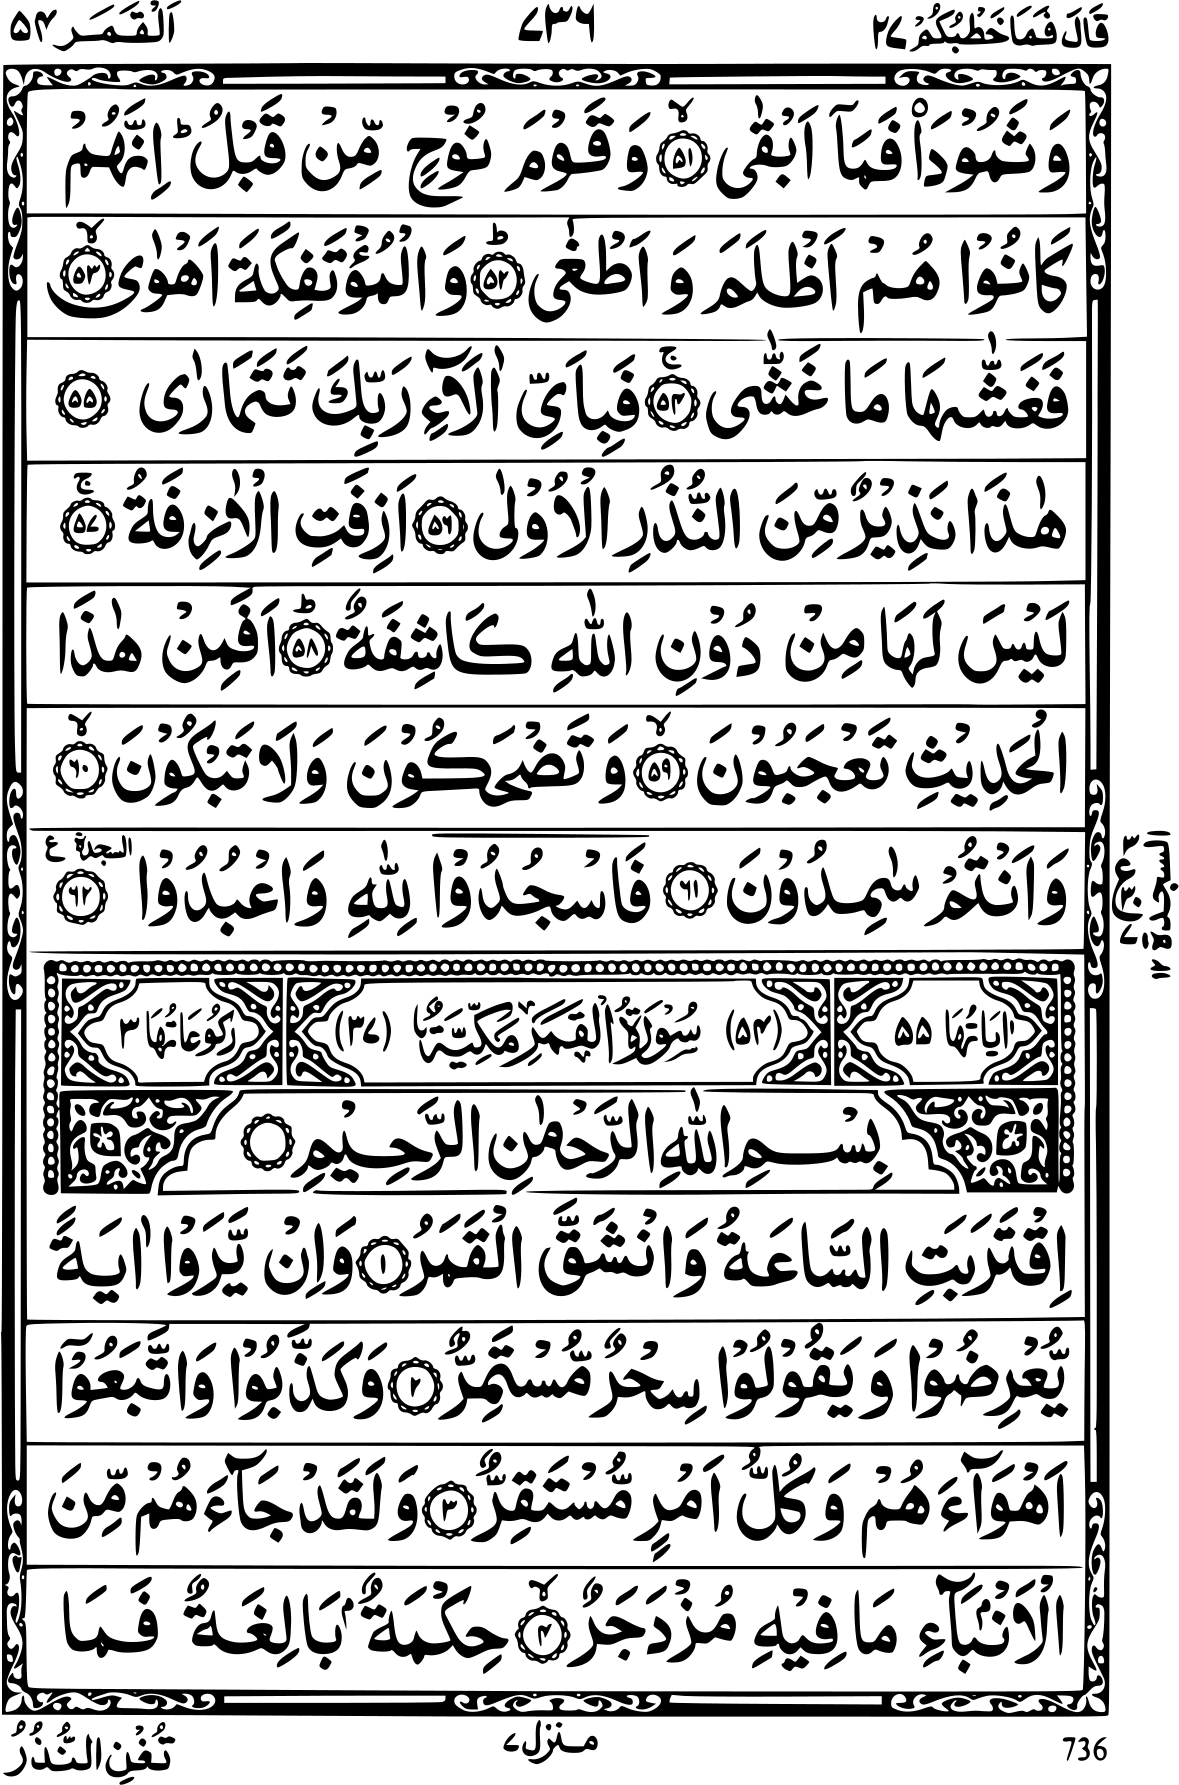 قَالَ فَمَا خَطْبُكُمْ ٢٧ ٧٣٦ اَلْقَمَر ٥٤
وَ ثَمُوْدَا۠ فَمَاۤ اَبْقٰى ۙ﴿٥١﴾ وَ قَوْمَ نُوْحٍ مِّنْ قَبْلُ ؕ اِنَّهُمْ
كَانُوْا هُمْ اَظْلَمَ وَ اَطْغٰى ؕ﴿٥٢﴾ وَ الْمُؤْتَفِكَةَ اَهْوٰى ۙ﴿٥٣﴾
فَغَشّٰىهَا مَا غَشّٰى ۚ﴿٥٤﴾ فَبِاَيِّ اٰلَآءِ رَبِّكَ تَتَمَارٰى ﴿٥٥﴾
هٰذَا نَذِيْرٌ مِّنَ النُّذُرِ الْاُوْلٰى ﴿٥٦﴾ اَزِفَتِ الْاٰزِفَةُ ۚ﴿٥٧﴾
لَيْسَ لَهَا مِنْ دُوْنِ اللّٰهِ كَاشِفَةٌ ؕ﴿٥٨﴾ اَفَمِنْ هٰذَا
الْحَدِيْثِ تَعْجَبُوْنَ ۙ﴿٥٩﴾ وَ تَضْحَكُوْنَ وَلَا تَبْكُوْنَ ۙ﴿٦٠﴾
وَ اَنْتُمْ سٰمِدُوْنَ ﴿٦١﴾ فَاسْجُدُوْا لِلّٰهِ وَ اعْبُدُوْا ﴿٦٢﴾ السجدة ع
السجدة ١٢
اٰيَاتُهَا ٥٥ (٥٤) سُوْرَةُ الْقَمَرِ مَكِّيَّةٌ (٣٧) رُكُوْعَاتُهَا ٣
بِسْمِ اللّٰهِ الرَّحْمٰنِ الرَّحِيْمِ
اِقْتَرَبَتِ السَّاعَةُ وَ انْشَقَّ الْقَمَرُ ﴿١﴾ وَ اِنْ يَّرَوْا اٰيَةً
يُّعْرِضُوْا وَ يَقُوْلُوْا سِحْرٌ مُّسْتَمِرٌّ ﴿٢﴾ وَ كَذَّبُوْا وَ اتَّبَعُوْۤا
اَهْوَآءَهُمْ وَ كُلُّ اَمْرٍ مُّسْتَقِرٌّ ﴿٣﴾ وَ لَقَدْ جَآءَهُمْ مِّنَ
الْاَنْۢبَآءِ مَا فِيْهِ مُزْدَجَرٌ ۙ﴿٤﴾ حِكْمَةٌۢ بَالِغَةٌ فَمَا
تُغْنِ النُّذُرُ منزل ٧ 736